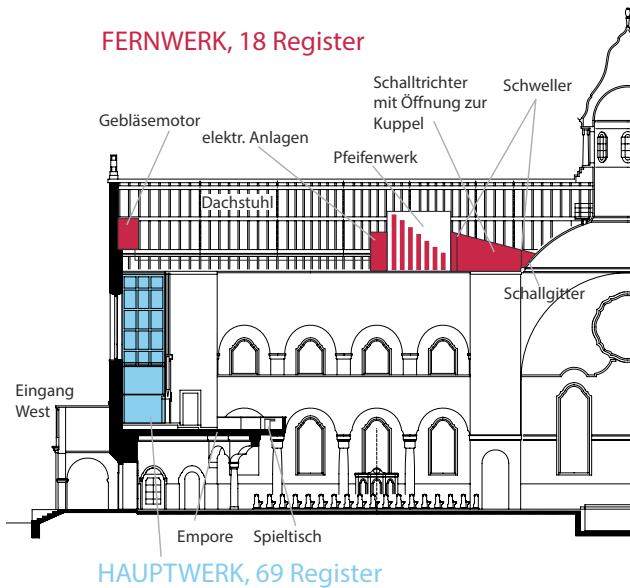 FERNWERK, 18 Register
Schalltrichter
mit Öffnung zur
Kuppel
Schweller
Gebläsemotor
elektr. Anlagen
Pfeifenwerk
Dachstuhl
Schallgitter
Eingang
West
Empore
Spieltisch
HAUPTWERK, 69 Register